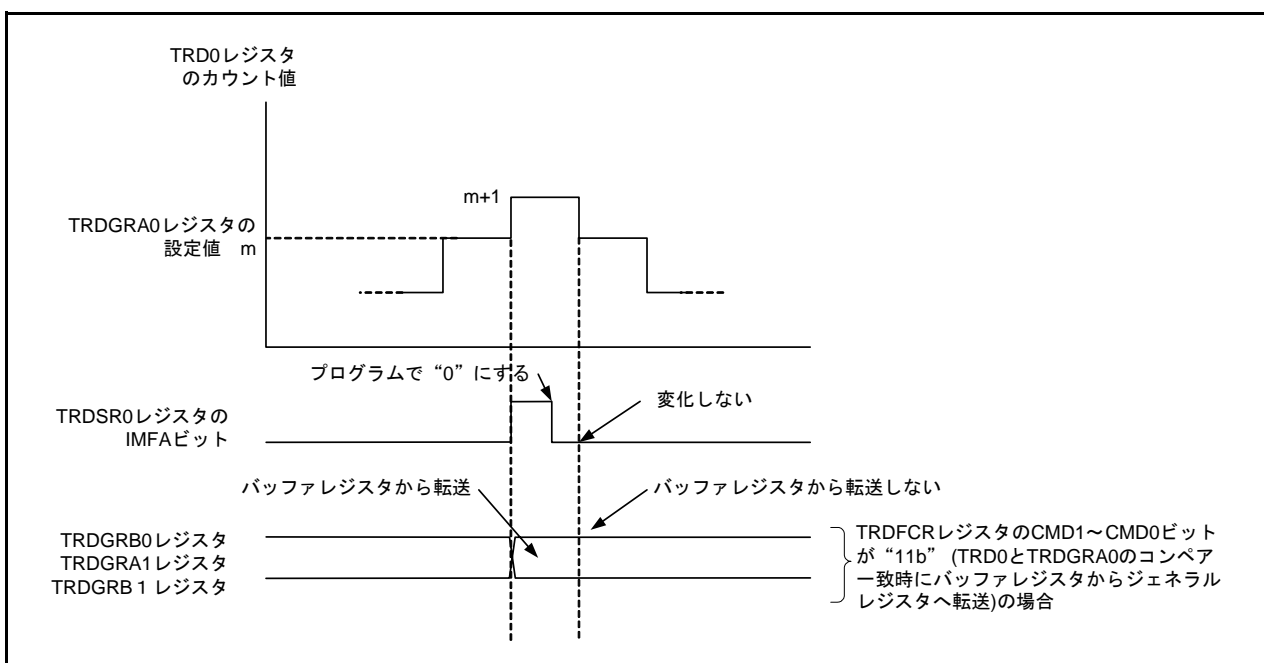 TRD0レジスタ
のカウント値
m+1
TRDGRA0レジスタの
設定値 m
プログラムで“0”にする
変化しない
TRDSR0レジスタの
IMFAビット
バッファレジスタから転送
バッファレジスタから転送しない
TRDGRB0レジスタ
TRDGRA1レジスタ
TRDGRB１レジスタ
TRDFCRレジスタのCMD1～CMD0ビット
が“11b” (TRD0とTRDGRA0のコンペア
一致時にバッファレジスタからジェネラル
レジスタへ転送)の場合